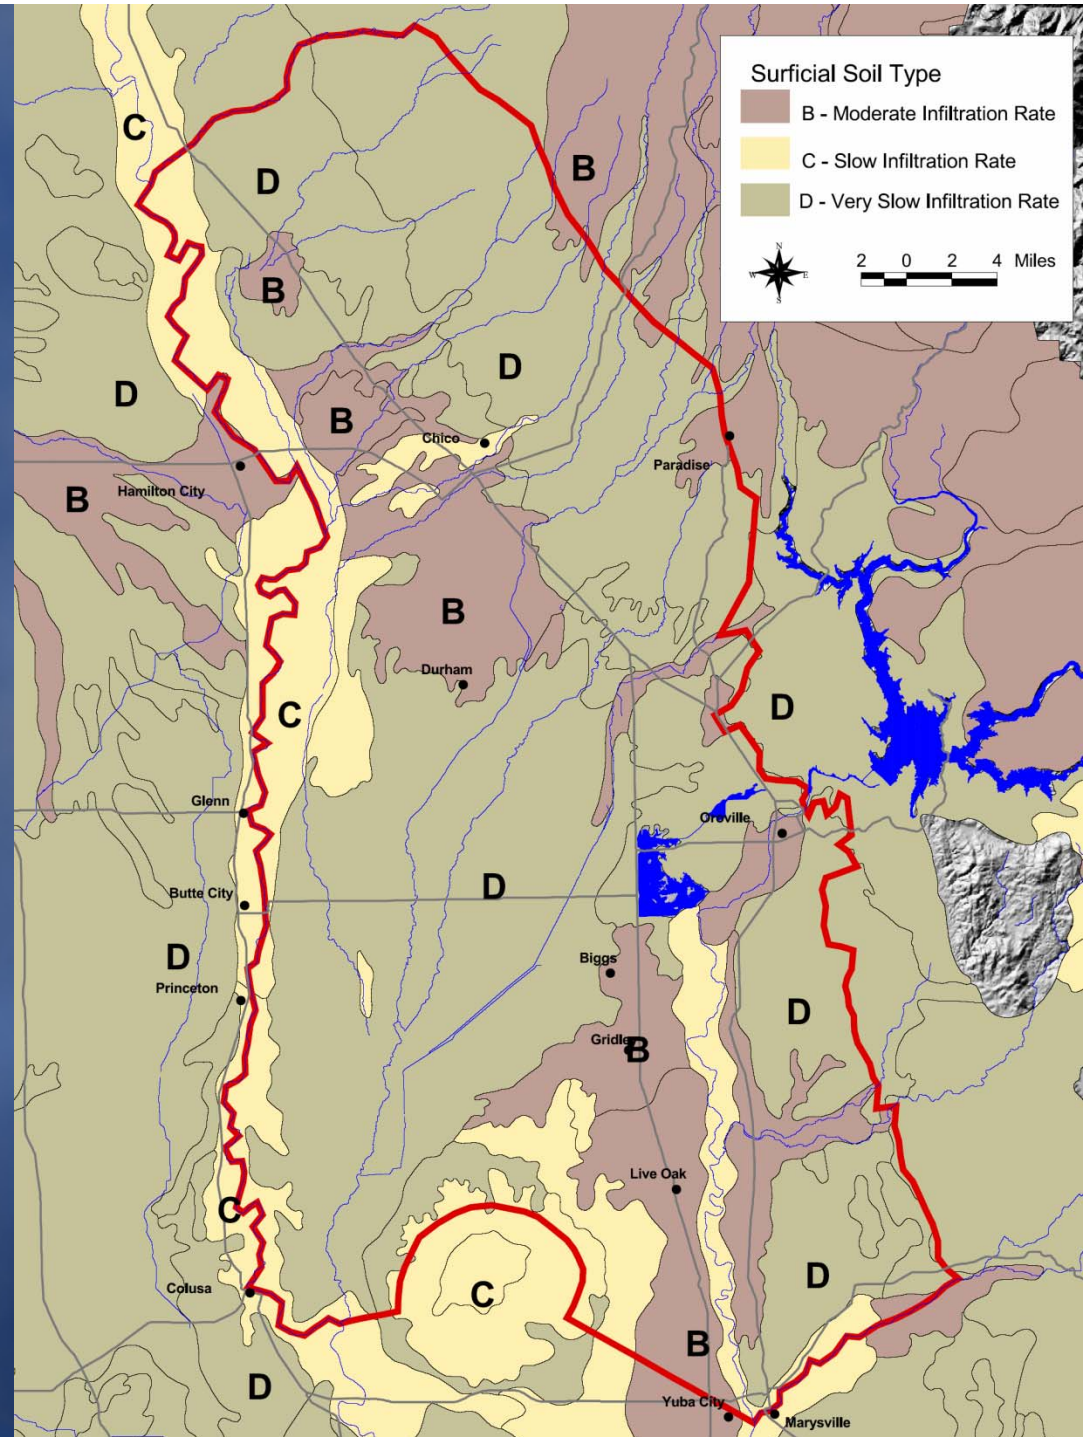 Surficial Soil Type
B - Moderate Infiltration Rate
C - Slow Infiltration Rate
D - Very Slow Infiltration Rate
N
W E
S
2 0 2 4 Miles
C
B
D
B
D
D
B
Chico
Paradise
Hamilton City
B
B
Durham
C
D
Glenn
Oroville
Butte City
D
D
Biggs
Princeton
D
Gridley
B
Live Oak
C
D
Colusa
C
B
D
Yuba City
Marysville